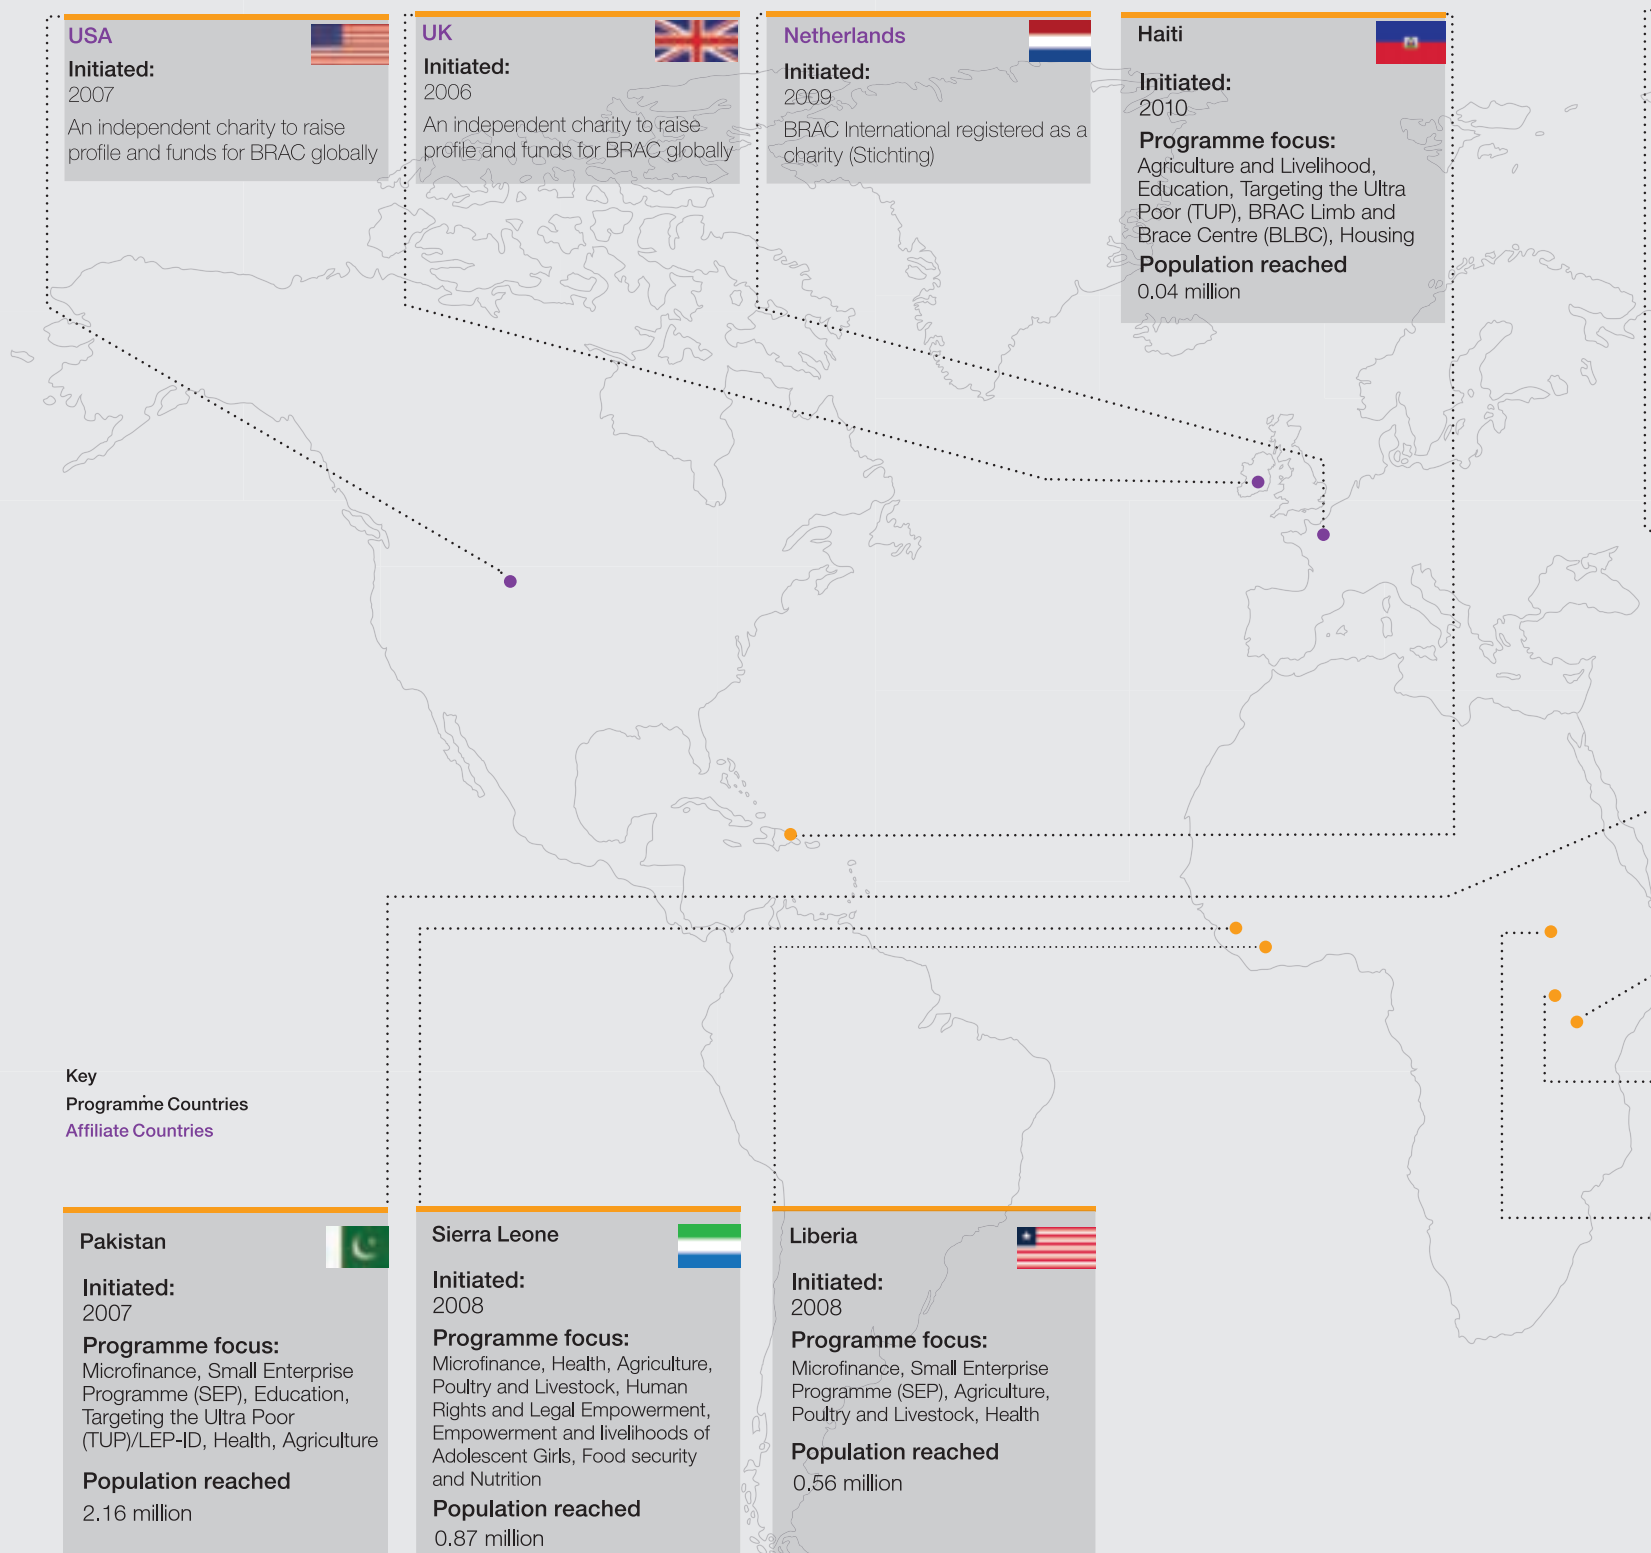 USA
Initiated:
2007
An independent charity to raise
profile and funds for BRAC globally
UK
Initiated:
2006
An independent charity to raise
profile and funds for BRAC globally
Netherlands
Initiated:
2009
BRAC International registered as a
charity (Stichting)
Haiti
Initiated:
2010
Programme focus:
Agriculture and Livelihood,
Education, Targeting the Ultra
Poor (TUP), BRAC Limb and
Brace Centre (BLBC), Housing
Population reached
0.04 million
Key
Programme Countries
Affiliate Countries
Pakistan
Initiated:
2007
Programme focus:
Microfinance, Small Enterprise
Programme (SEP), Education,
Targeting the Ultra Poor
(TUP)/LEP-ID, Health, Agriculture
Population reached
2.16 million
Sierra Leone
Initiated:
2008
Programme focus:
Microfinance, Health, Agriculture,
Poultry and Livestock, Human
Rights and Legal Empowerment,
Empowerment and livelihoods of
Adolescent Girls, Food security
and Nutrition
Population reached
0.87 million
Liberia
Initiated:
2008
Programme focus:
Microfinance, Small Enterprise
Programme (SEP), Agriculture,
Poultry and Livestock, Health
Population reached
0.56 million